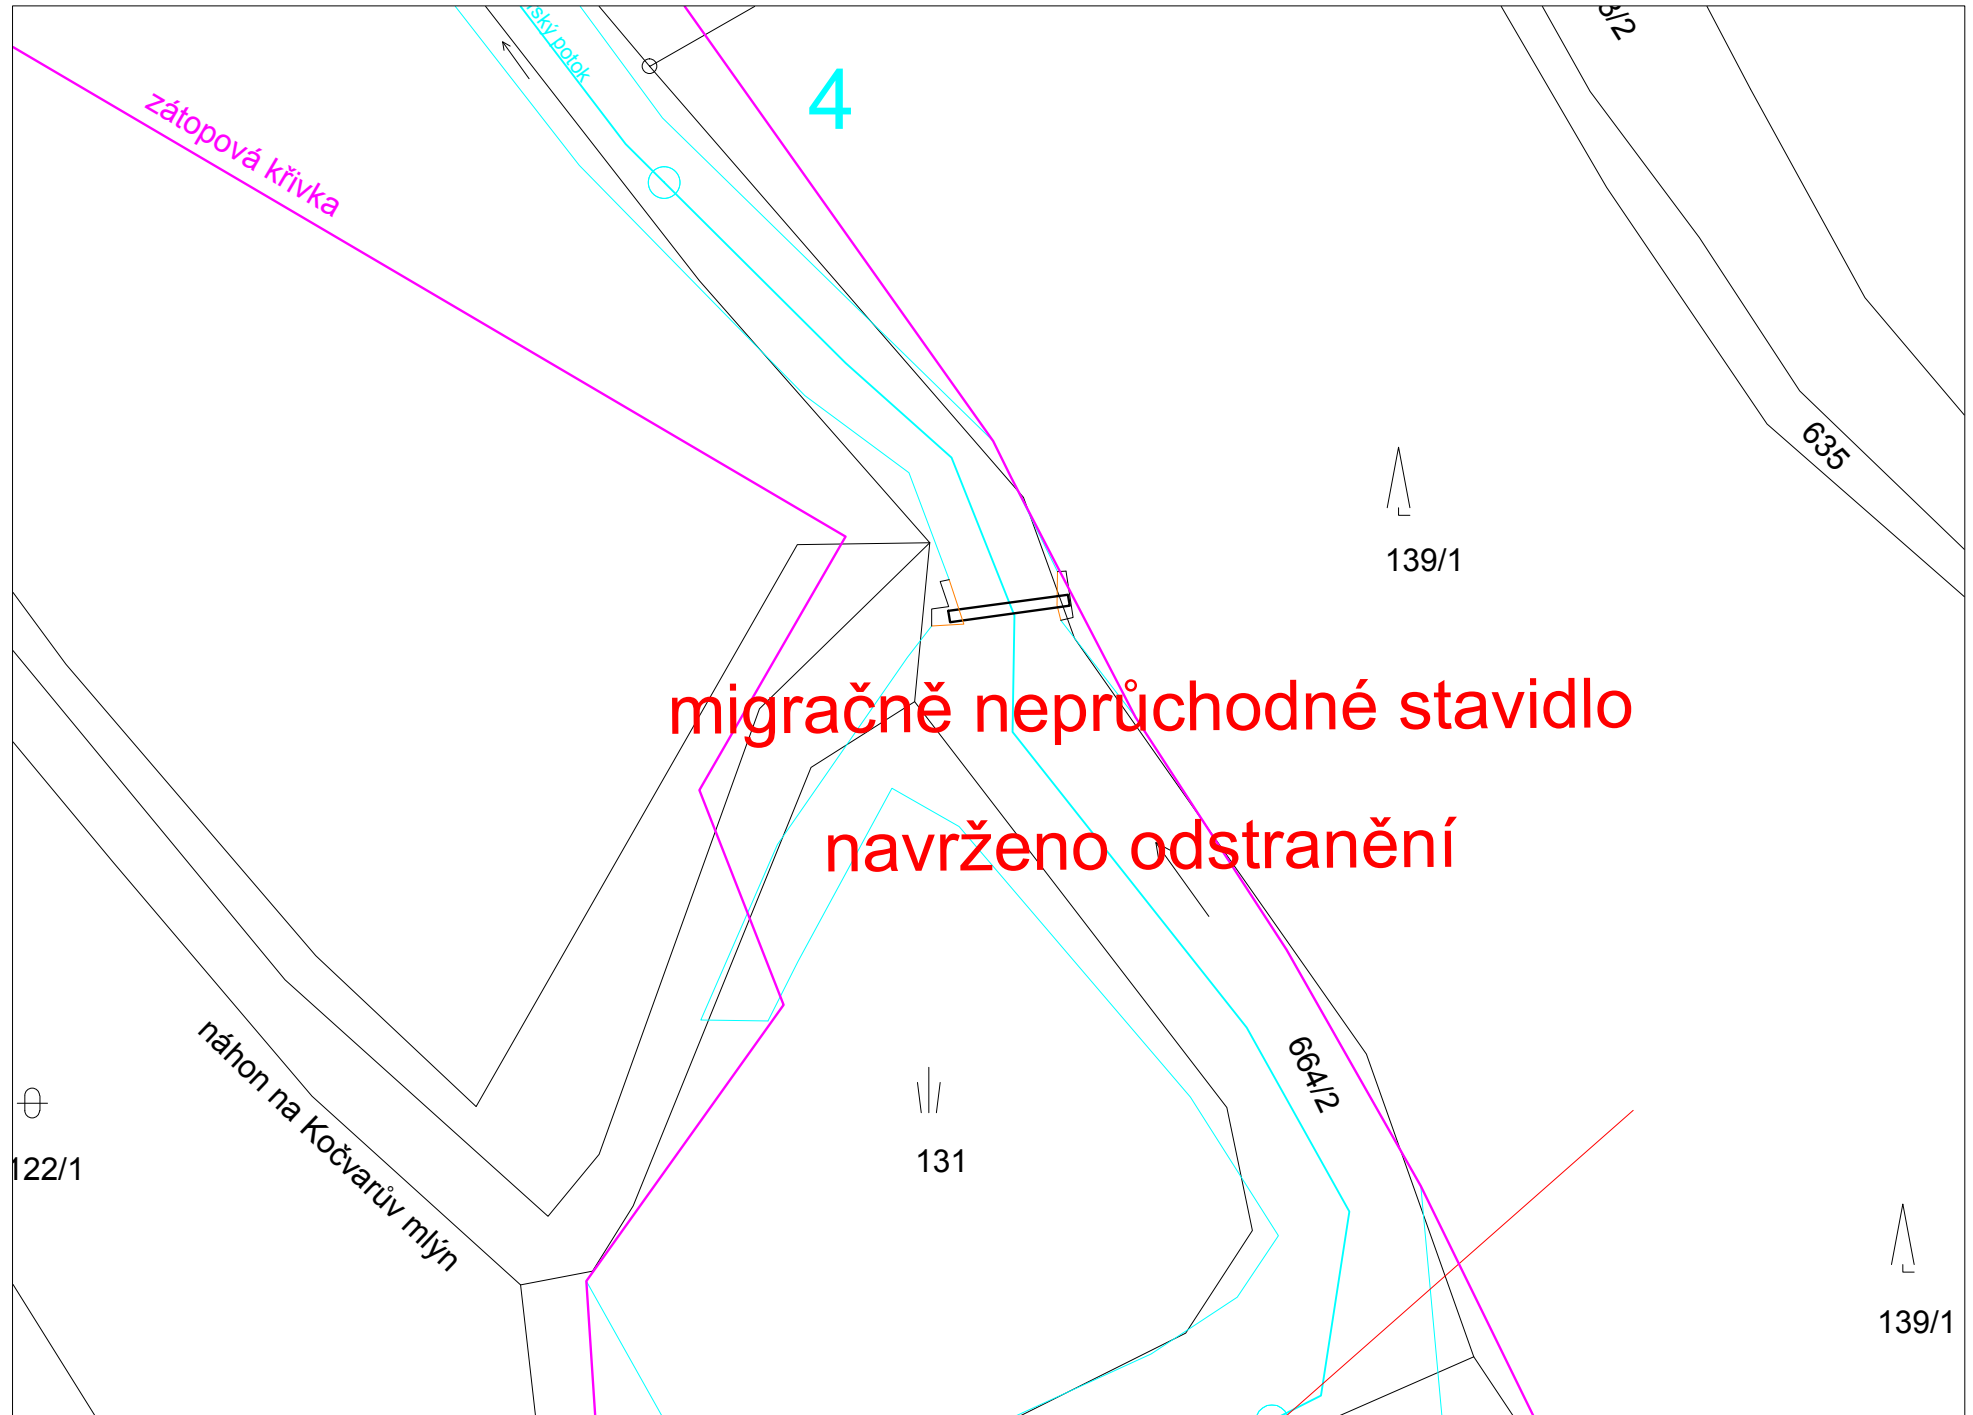 potok
4
zátopová křivka
635
139/1
migračně neprůchodné stavidlo
navrženo odstranění
664/2
náhon na Kočvarův mlýn
122/1
131
139/1